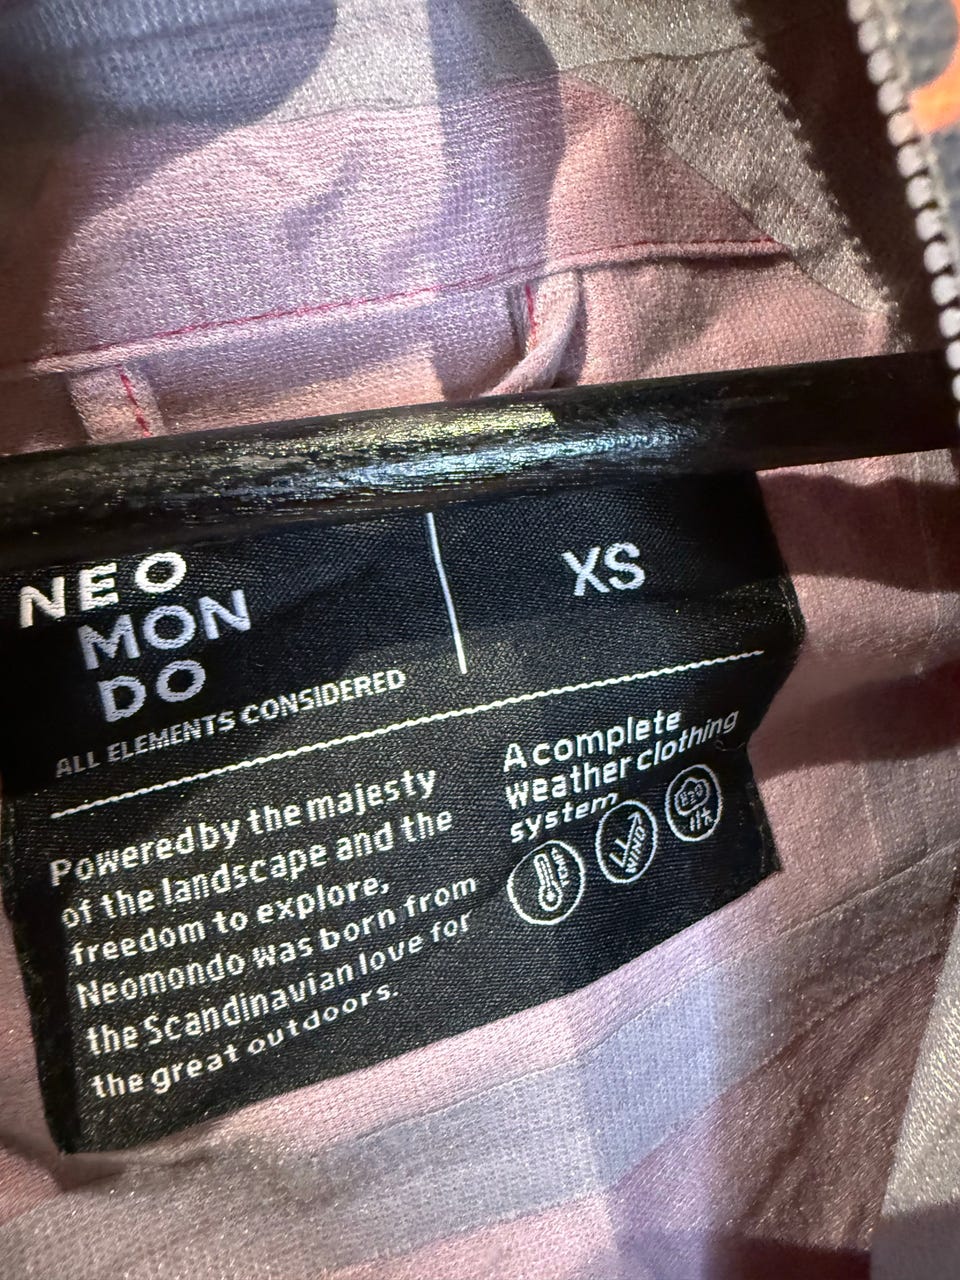 NEO
MON
DO
ALL ELEMENTS CONSIDERED
XS
Powered by the majesty
of the landscape and the
freedom to explore,
Neomondo was born from
the Scandinavian love for
the great outdoors.
A complete
weather clothing
system
WIND
H2O